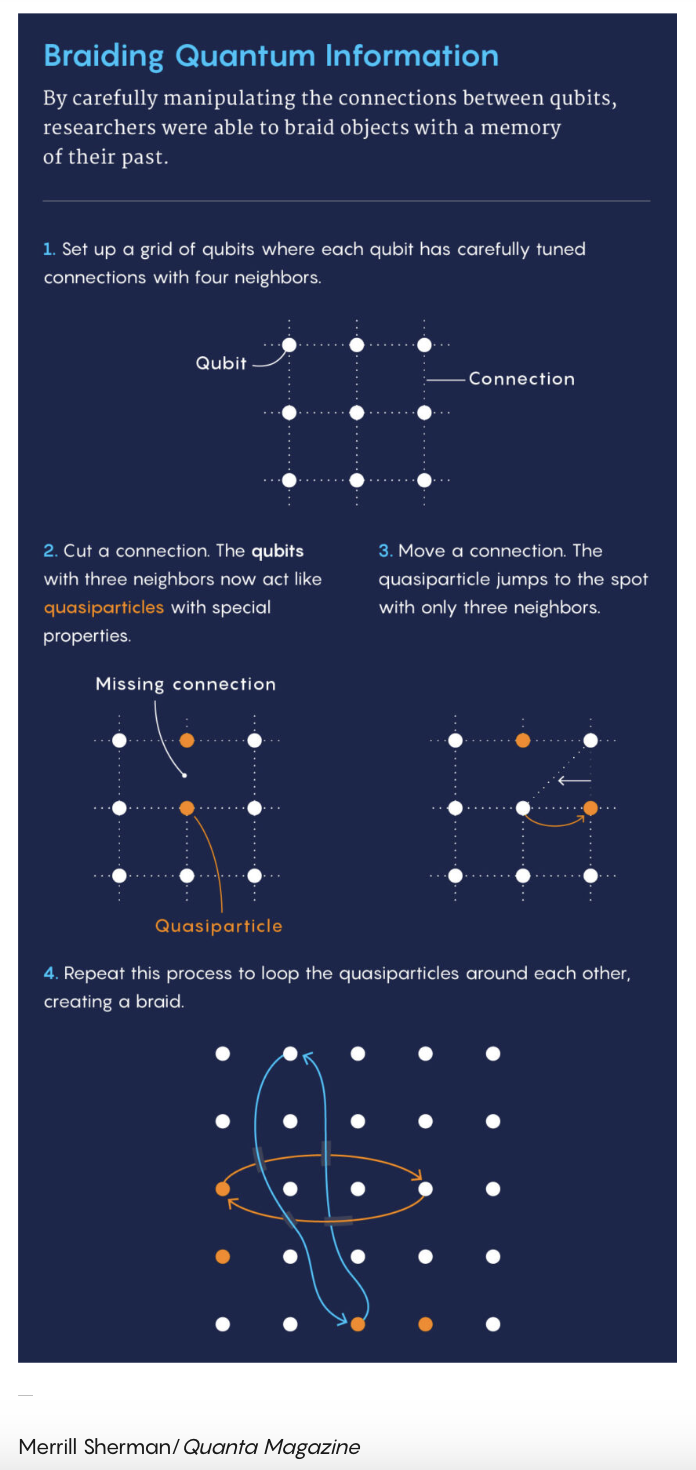 Braiding Quantum Information
By carefully manipulating the connections between qubits,
researchers were able to braid objects with a memory
of their past.
1. Set up a grid of qubits where each qubit has carefully tuned
connections with four neighbors.
Qubit
Connection
2. Cut a connection. The qubits
with three neighbors now act like
quasiparticles with special
properties.
3. Move a connection. The
quasiparticle jumps to the spot
with only three neighbors.
Missing connection
Quasiparticle
4. Repeat this process to loop the quasiparticles around each other,
creating a braid.
Merrill Sherman/Quanta Magazine